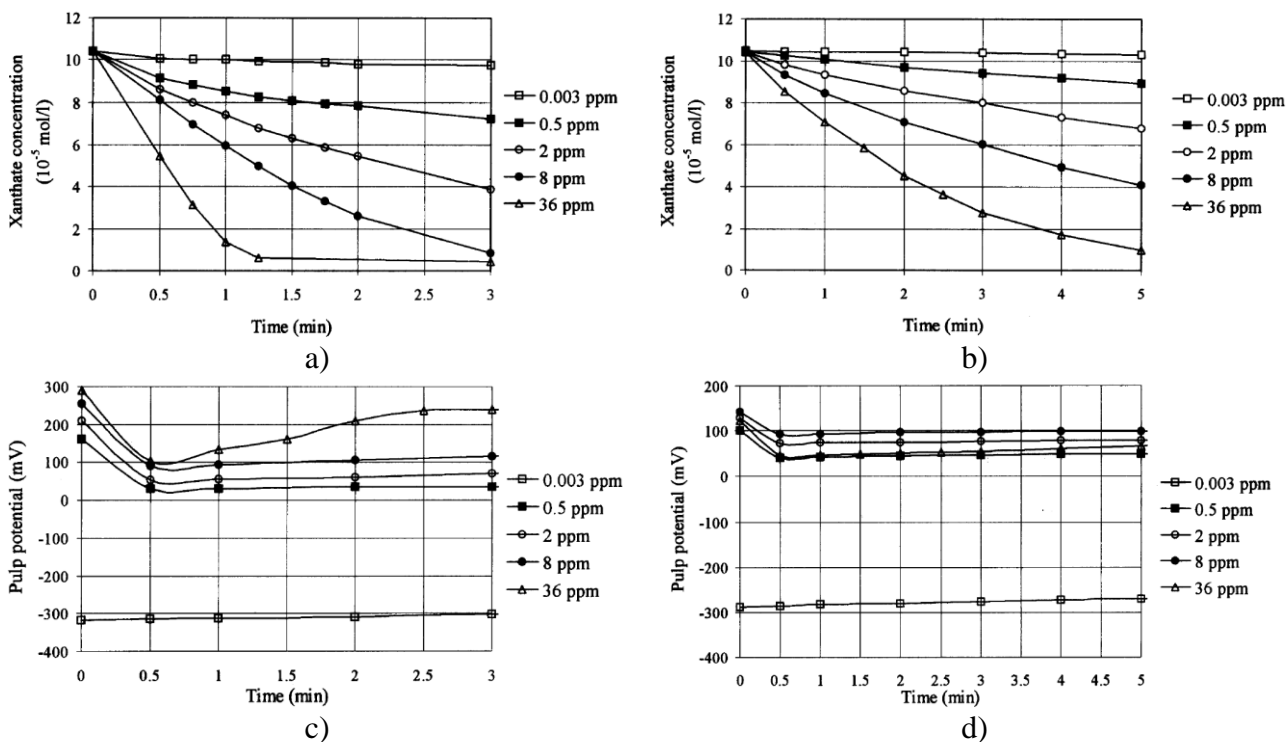 Xanthate concentration
(10⁻⁵ mol/l)
12
10
8
6
4
2
0
0 0.5 1 1.5 2 2.5 3
Time (min)
0.003 ppm
0.5 ppm
2 ppm
8 ppm
36 ppm
a)
Xanthate concentration
(10⁻⁵ mol/l)
12
10
8
6
4
2
0
0 1 2 3 4 5
Time (min)
0.003 ppm
0.5 ppm
2 ppm
8 ppm
36 ppm
b)
Pulp potential (mV)
300
200
100
0
-100
-200
-300
-400
0 0.5 1 1.5 2 2.5 3
Time (min)
0.003 ppm
0.5 ppm
2 ppm
8 ppm
36 ppm
c)
Pulp potential (mV)
200
100
0
-100
-200
-300
-400
0 0.5 1 1.5 2 2.5 3 3.5 4 4.5 5
Time (min)
0.003 ppm
0.5 ppm
2 ppm
8 ppm
36 ppm
d)